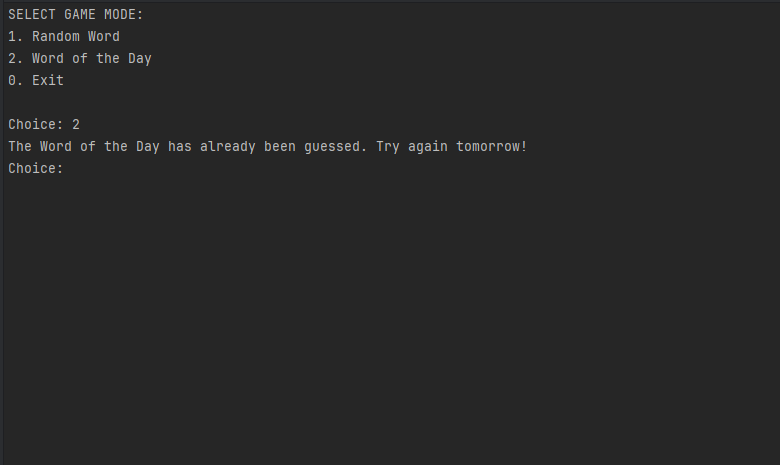 SELECT GAME MODE:
1. Random Word
2. Word of the Day
0. Exit
Choice: 2
The Word of the Day has already been guessed. Try again tomorrow!
Choice: